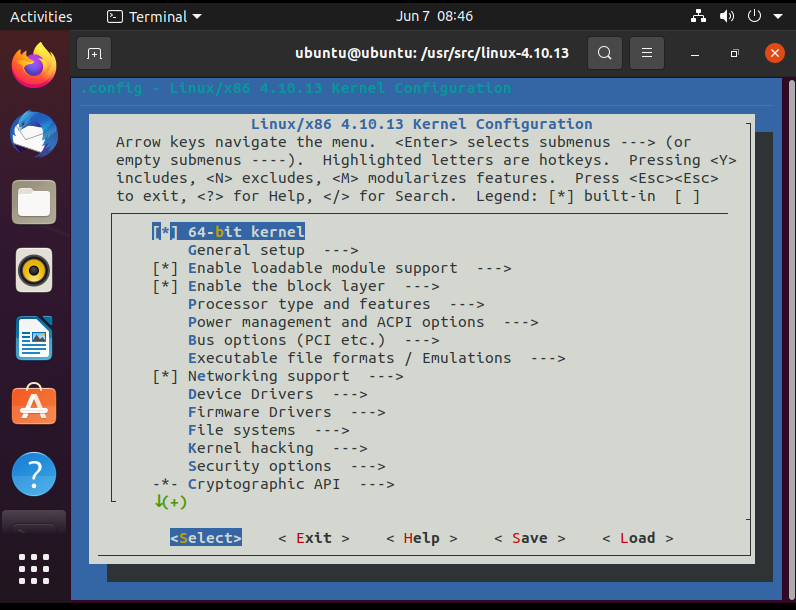 Activities Terminal Jun 7 08:46
ubuntu@ubuntu: /usr/src/linux-4.10.13
.config - Linux/x86 4.10.13 Kernel Configuration
Linux/x86 4.10.13 Kernel Configuration
Arrow keys navigate the menu. <Enter> selects submenus ---> (or
empty submenus ----). Highlighted letters are hotkeys. Pressing <Y>
includes, <N> excludes, <M> modularizes features. Press <Esc><Esc>
to exit, <?> for Help, </> for Search. Legend: [*] built-in [ ]
[*] 64-bit kernel
General setup --->
[*] Enable loadable module support --->
[*] Enable the block layer --->
Processor type and features --->
Power management and ACPI options --->
Bus options (PCI etc.) --->
Executable file formats / Emulations --->
[*] Networking support --->
Device Drivers --->
Firmware Drivers --->
File systems --->
Kernel hacking --->
Security options --->
-*- Cryptographic API --->
↓(+)
<Select> < Exit > < Help > < Save > < Load >